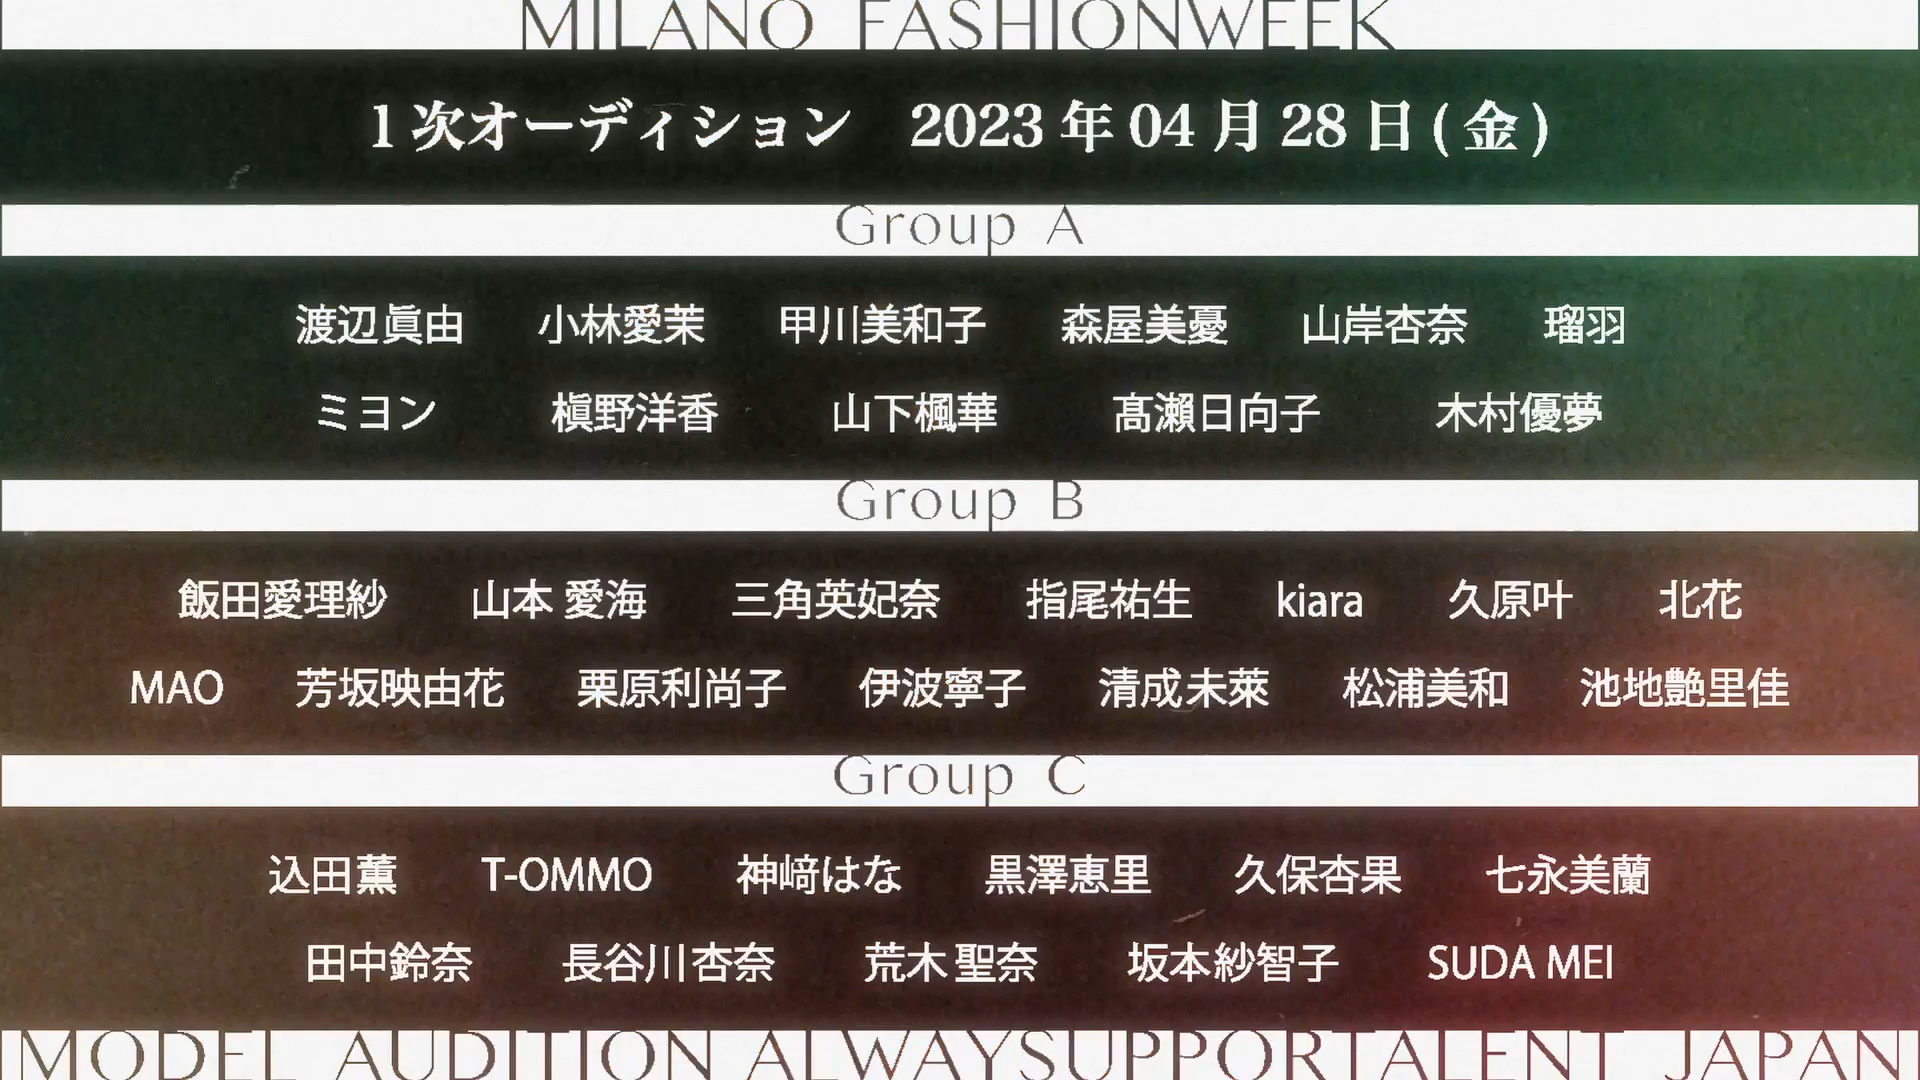 MILANO FASHIONWEEK
1次オーディション 2023年04月28日(金)
Group A
渡辺眞由 小林愛茉 甲川美和子 森屋美憂 山岸杏奈 瑠羽
ミヨン 槇野洋香 山下楓華 髙瀨日向子 木村優夢
Group B
飯田愛理紗 山本 愛海 三角英妃奈 指尾祐生 kiara 久原叶 北花
MAO 芳坂映由花 栗原利尚子 伊波寧子 清成未萊 松浦美和 池地艶里佳
Group C
込田薫 T-OMMO 神﨑はな 黒澤恵里 久保杏果 七永美蘭
田中鈴奈 長谷川杏奈 荒木聖奈 坂本紗智子 SUDA MEI
MODEL AUDITION ALWAYSUPPORTALENT JAPAN